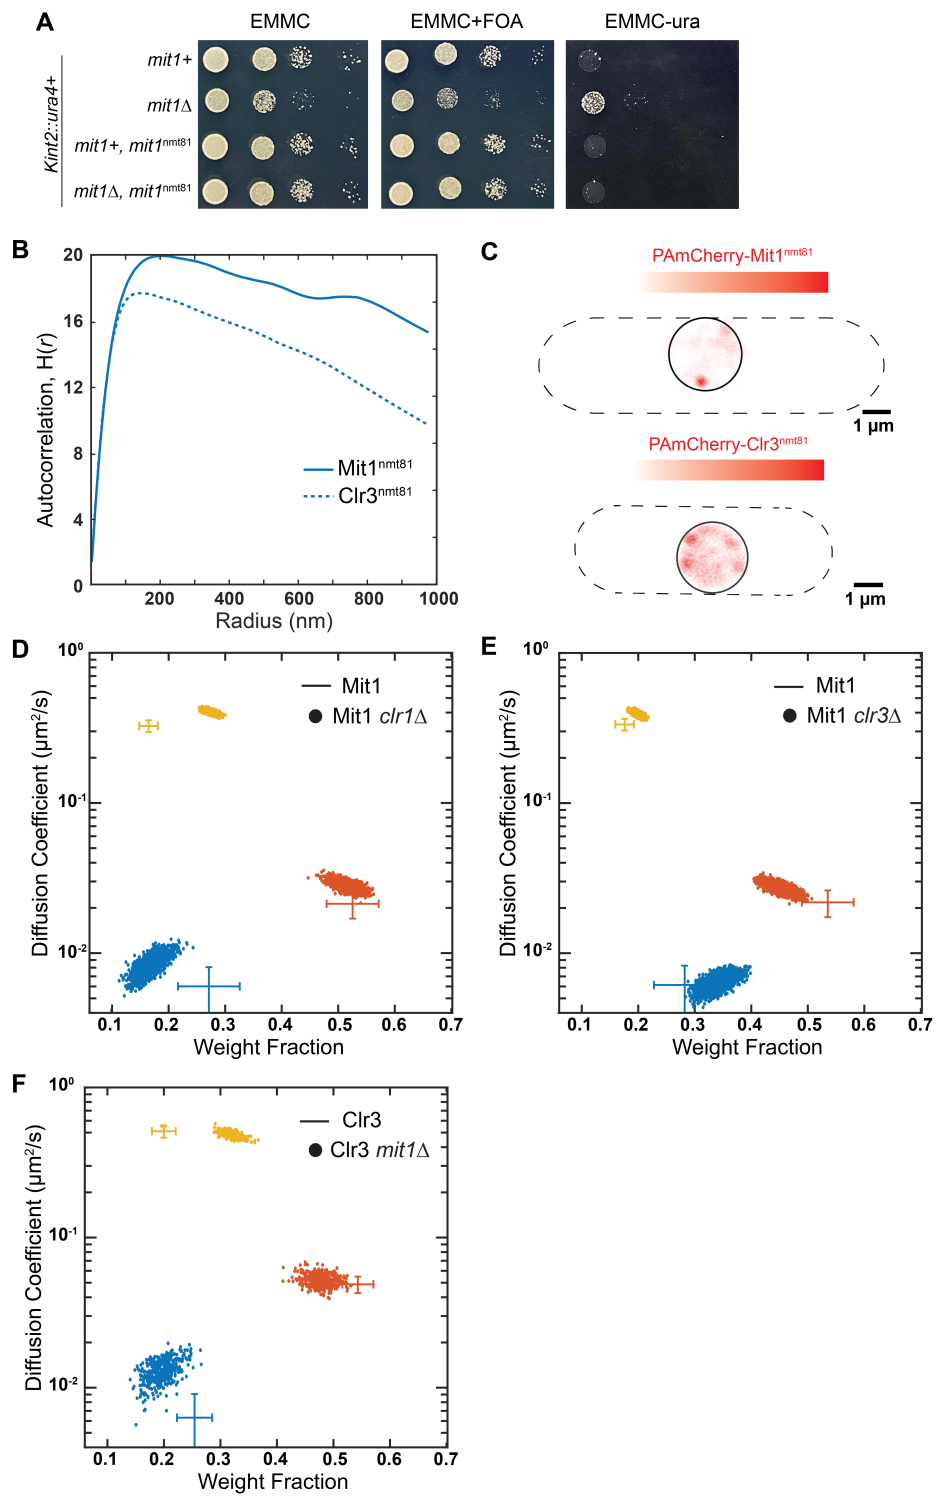 A
EMMC
EMMC+FOA
EMMC-ura
Kint2::ura4+
mit1+
mit1Δ
mit1+, mit1nmt81
mit1Δ, mit1nmt81
B
20
16
12
8
4
0
200
400
600
800
1000
Autocorrelation, H(r)
Radius (nm)
Mit1nmt81
Clr3nmt81
C
PAmCherry-Mit1nmt81
1 µm
PAmCherry-Clr3nmt81
1 µm
D
10⁰
10⁻¹
10⁻²
0.1
0.2
0.3
0.4
0.5
0.6
0.7
Diffusion Coefficient (µm²/s)
Weight Fraction
Mit1
Mit1 clr1Δ
E
10⁰
10⁻¹
10⁻²
0.1
0.2
0.3
0.4
0.5
0.6
0.7
Diffusion Coefficient (µm²/s)
Weight Fraction
Mit1
Mit1 clr3Δ
F
10⁰
10⁻¹
10⁻²
0.1
0.2
0.3
0.4
0.5
0.6
0.7
Diffusion Coefficient (µm²/s)
Weight Fraction
Clr3
Clr3 mit1Δ